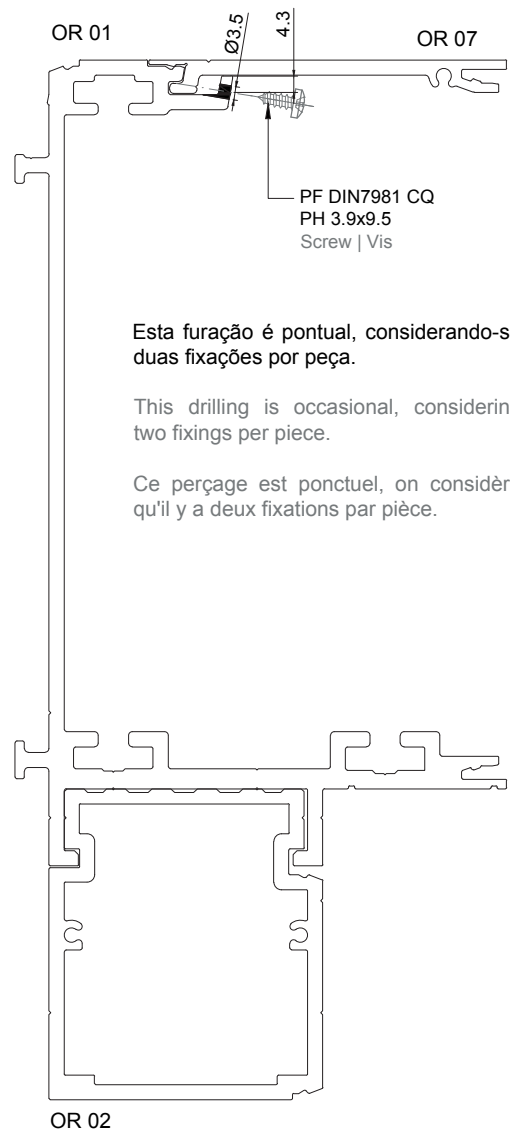 OR 01
Ø3.5
4.3
OR 07
PF DIN7981 CQ
PH 3.9x9.5
Screw | Vis
Esta furação é pontual, considerando-s
duas fixações por peça.
This drilling is occasional, considerin
two fixings per piece.
Ce perçage est ponctuel, on considèr
qu'il y a deux fixations par pièce.
OR 02